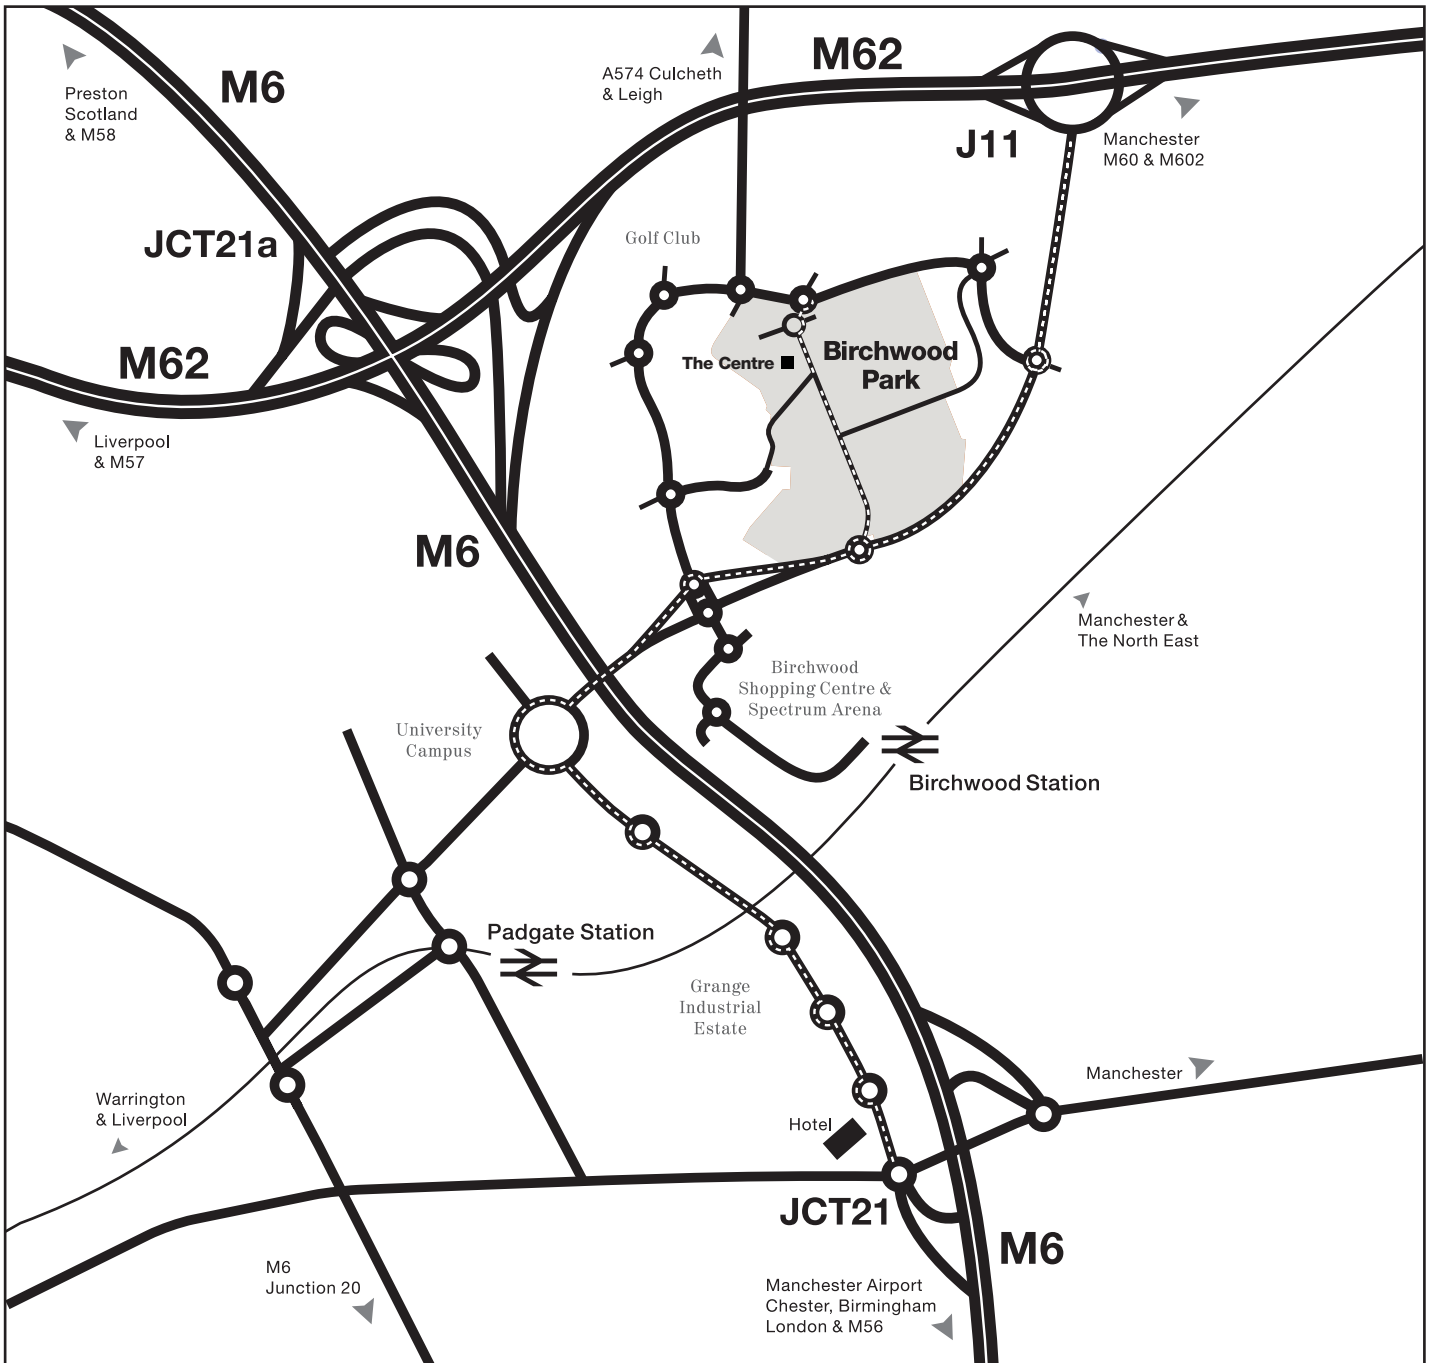 M62
M6
A574 Culcheth
& Leigh
Preston
Scotland
& M58
J11
Manchester
M60 & M602
JCT21a
Golf Club
M62
The Centre
Birchwood
Park
Liverpool
& M57
M6
Manchester &
The North East
Birchwood
Shopping Centre &
Spectrum Arena
University
Campus
Birchwood Station
Padgate Station
Grange
Industrial
Estate
Manchester
Warrington
& Liverpool
Hotel
JCT21
M6
M6
Junction 20
Manchester Airport
Chester, Birmingham
London & M56